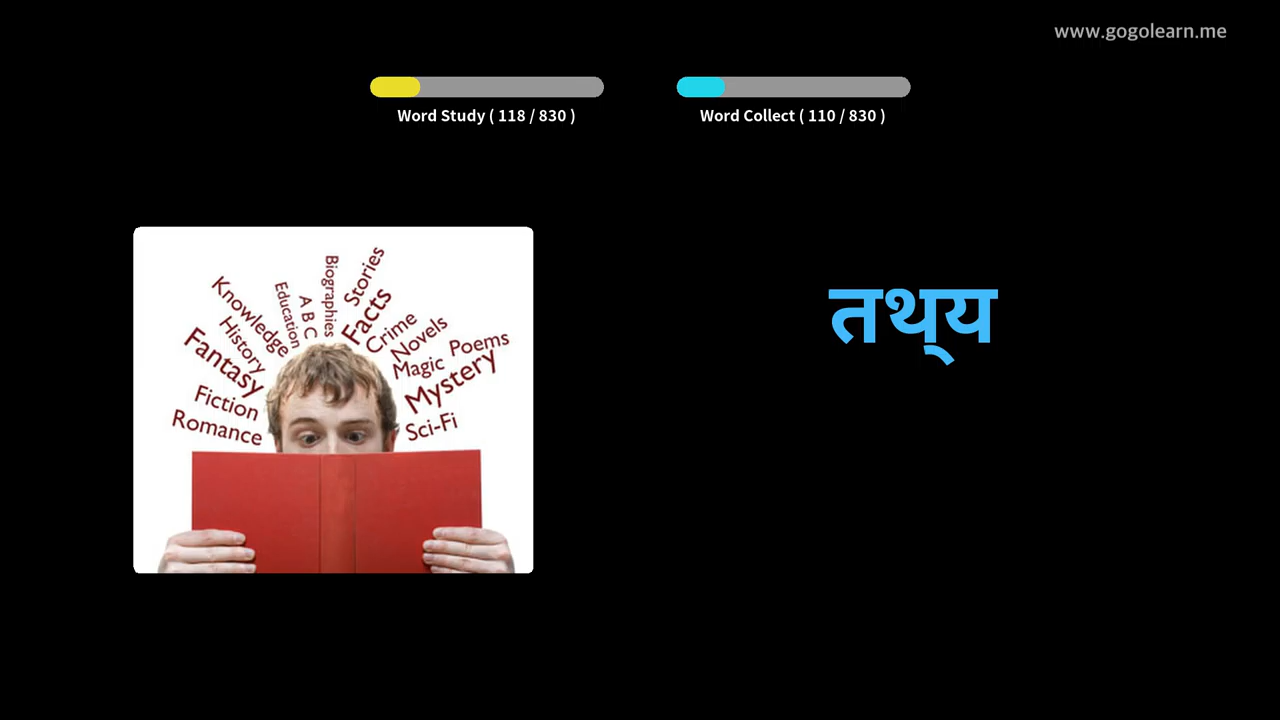 www.gogolearn.me
Word Study ( 118 / 830 )
Word Collect ( 110 / 830 )
तथ्‌य
Biographies
Stories
Education
A B C
Facts
Knowledge
Crime
History
Novels
Poems
Fantasy
Magic
Mystery
Fiction
Sci-Fi
Romance